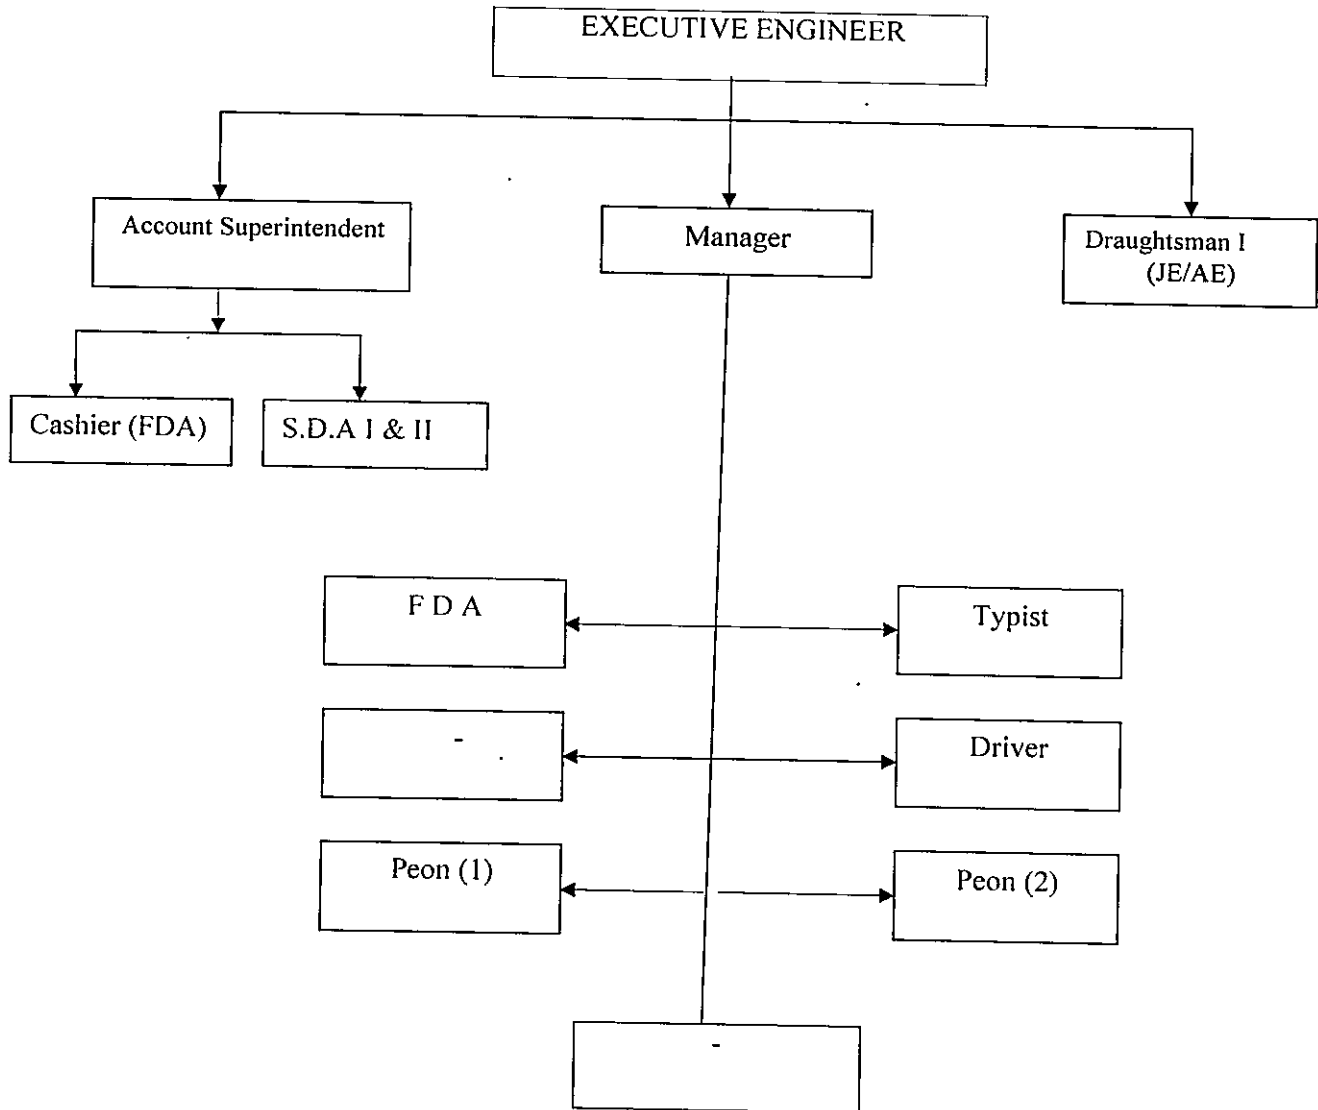 EXECUTIVE ENGINEER
Account Superintendent
Manager
Draughtsman I
(JE/AE)
Cashier (FDA)
S.D.A I & II
F D A
Typist
-
Driver
Peon (1)
Peon (2)
-